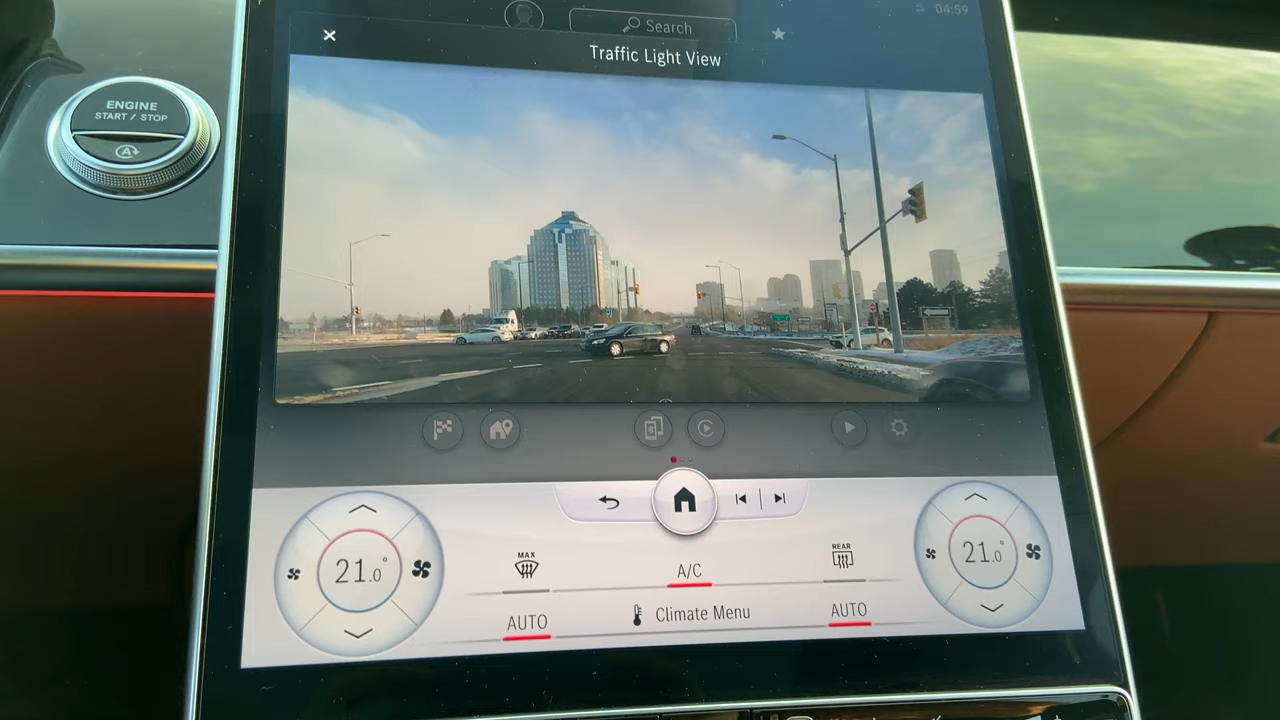 04:59
Search
Traffic Light View
ENGINE
START / STOP
A
MAX
REAR
21.0°
A/C
21.0°
AUTO
Climate Menu
AUTO